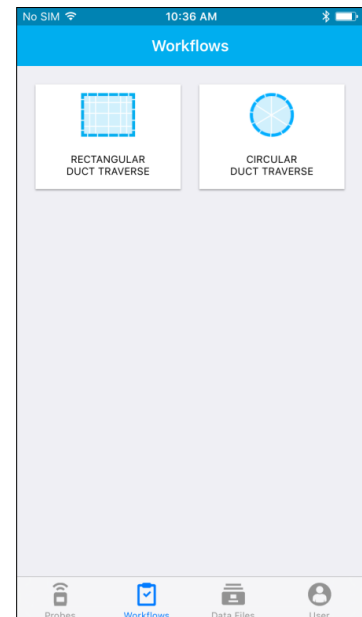 No SIM 10:36 AM
Workflows
RECTANGULAR
DUCT TRAVERSE
CIRCULAR
DUCT TRAVERSE
Probes Workflows Data Files User